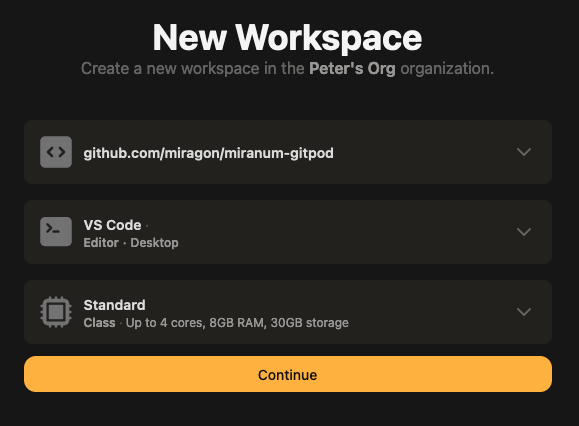 New Workspace
Create a new workspace in the Peter's Org organization.
github.com/miragon/miranum-gitpod
VS Code ·
Editor · Desktop
Standard
Class · Up to 4 cores, 8GB RAM, 30GB storage
Continue